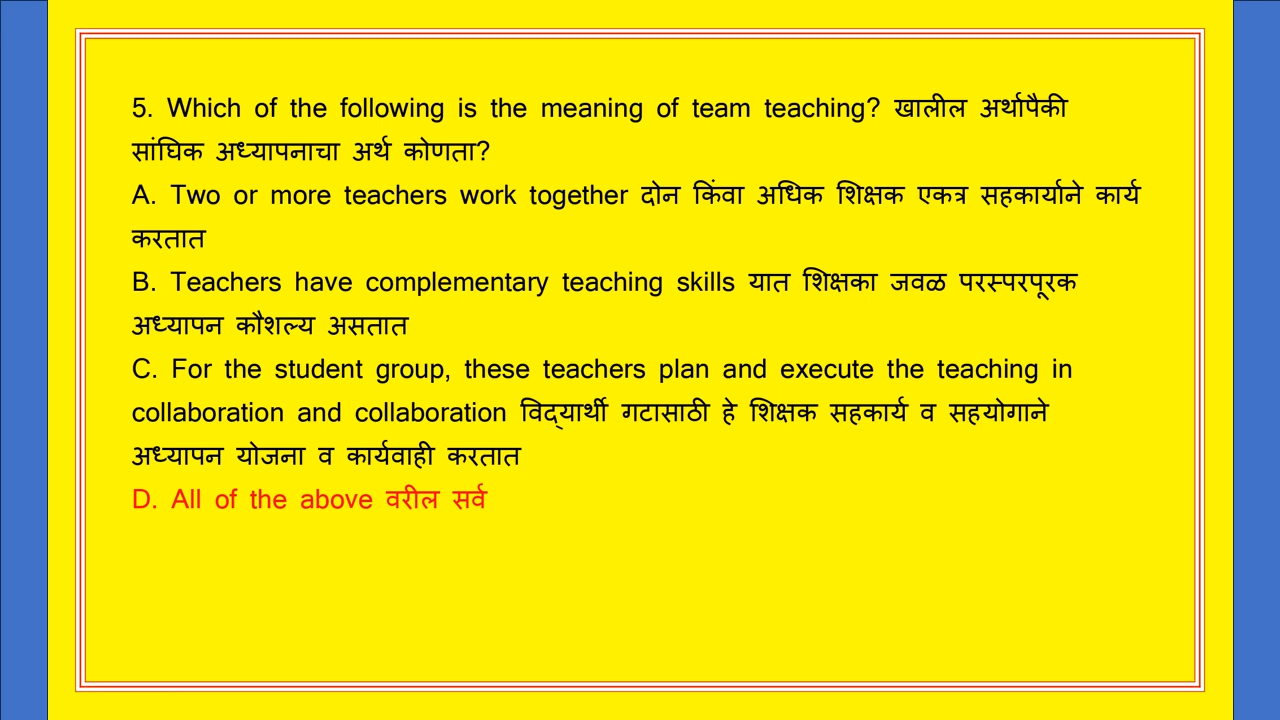 5. Which of the following is the meaning of team teaching? खालील अर्थापैकी
सांघिक अध्यापनाचा अर्थ कोणता?
A. Two or more teachers work together दोन किंवा अधिक शिक्षक एकत्र सहकार्याने कार्य
करतात
B. Teachers have complementary teaching skills यात शिक्षका जवळ परस्परपूरक
अध्यापन कौशल्य असतात
C. For the student group, these teachers plan and execute the teaching in
collaboration and collaboration विद्‌यार्थी गटासाठी हे शिक्षक सहकार्य व सहयोगाने
अध्यापन योजना व कार्यवाही करतात
D. All of the above वरील सर्व